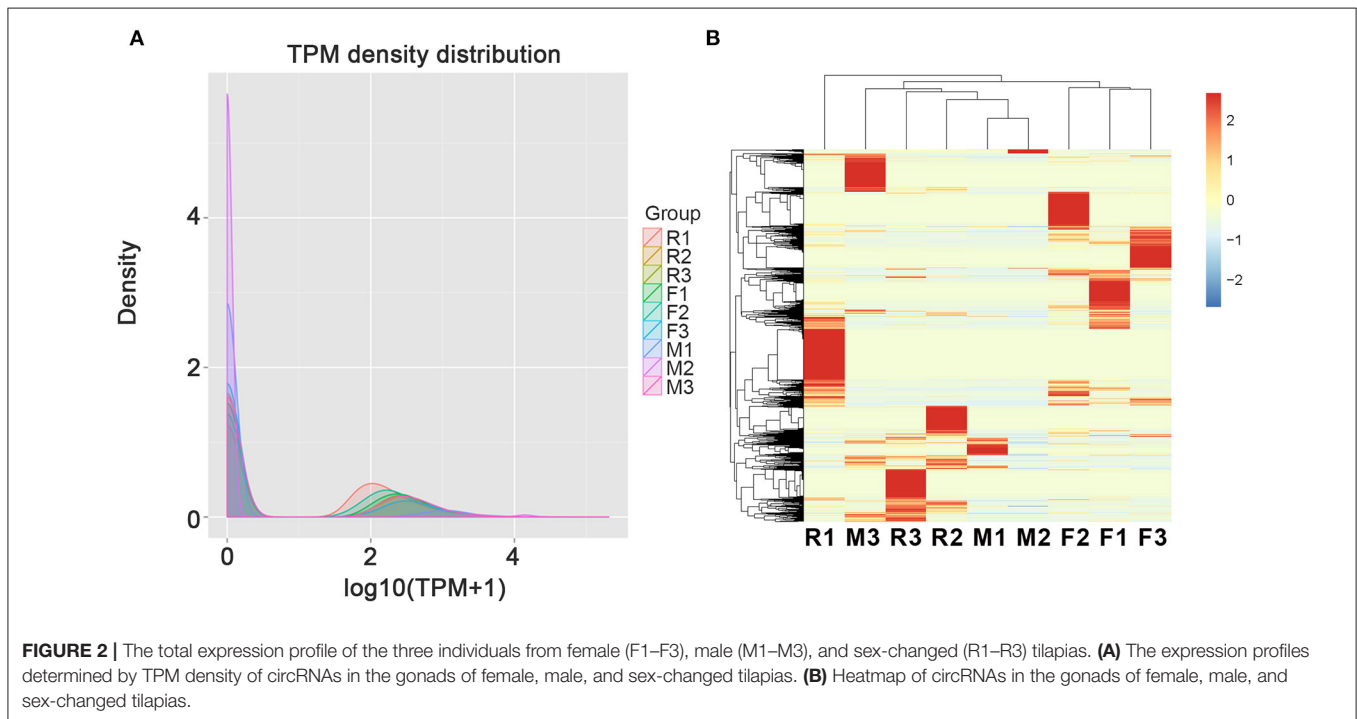 A
TPM density distribution
Density
4
2
0
0 2 4
log10(TPM+1)
Group
R1
R2
R3
F1
F2
F3
M1
M2
M3
B
2
1
0
−1
−2
R1 M3 R3 R2 M1 M2 F2 F1 F3
FIGURE 2 | The total expression profile of the three individuals from female (F1–F3), male (M1–M3), and sex-changed (R1–R3) tilapias. (A) The expression profiles
determined by TPM density of circRNAs in the gonads of female, male, and sex-changed tilapias. (B) Heatmap of circRNAs in the gonads of female, male, and
sex-changed tilapias.